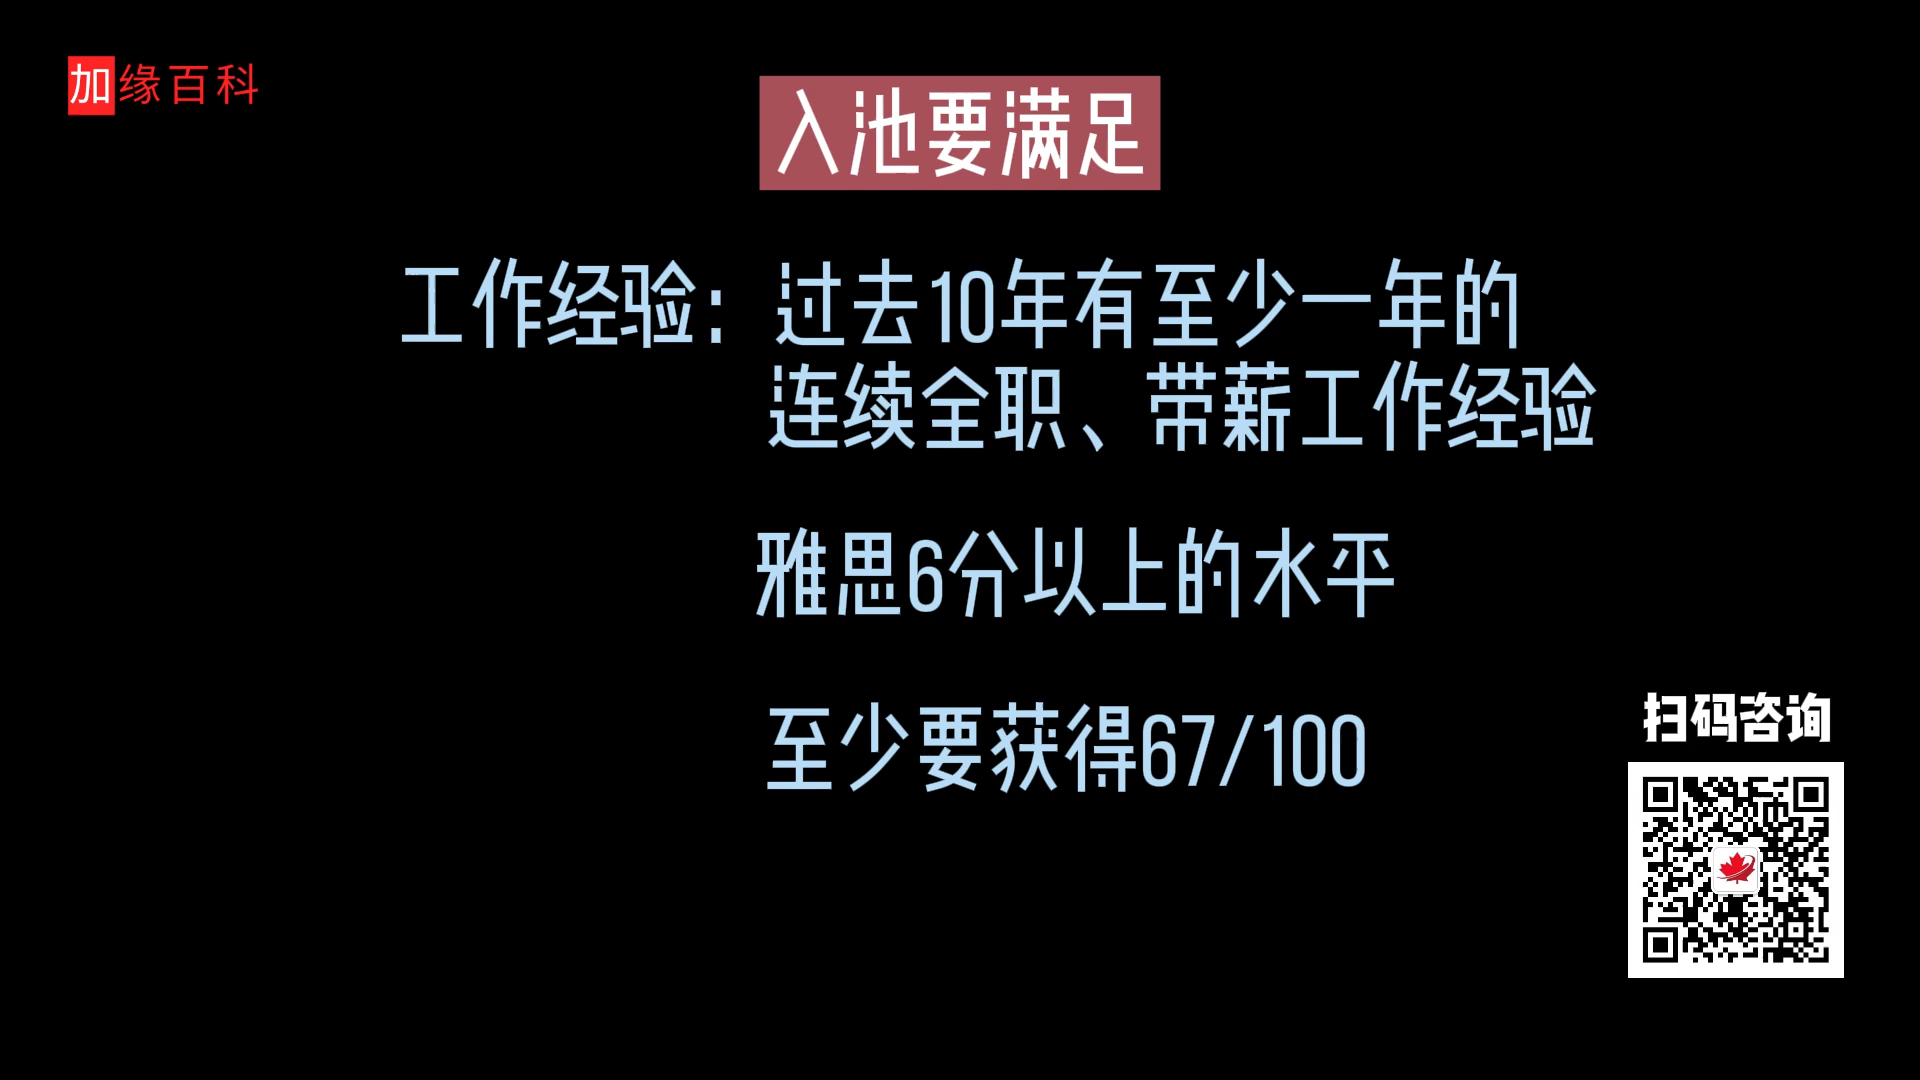 加缘百科
入池要满足
工作经验：过去10年有至少一年的
连续全职、带薪工作经验
雅思6分以上的水平
至少要获得67/100
扫码咨询